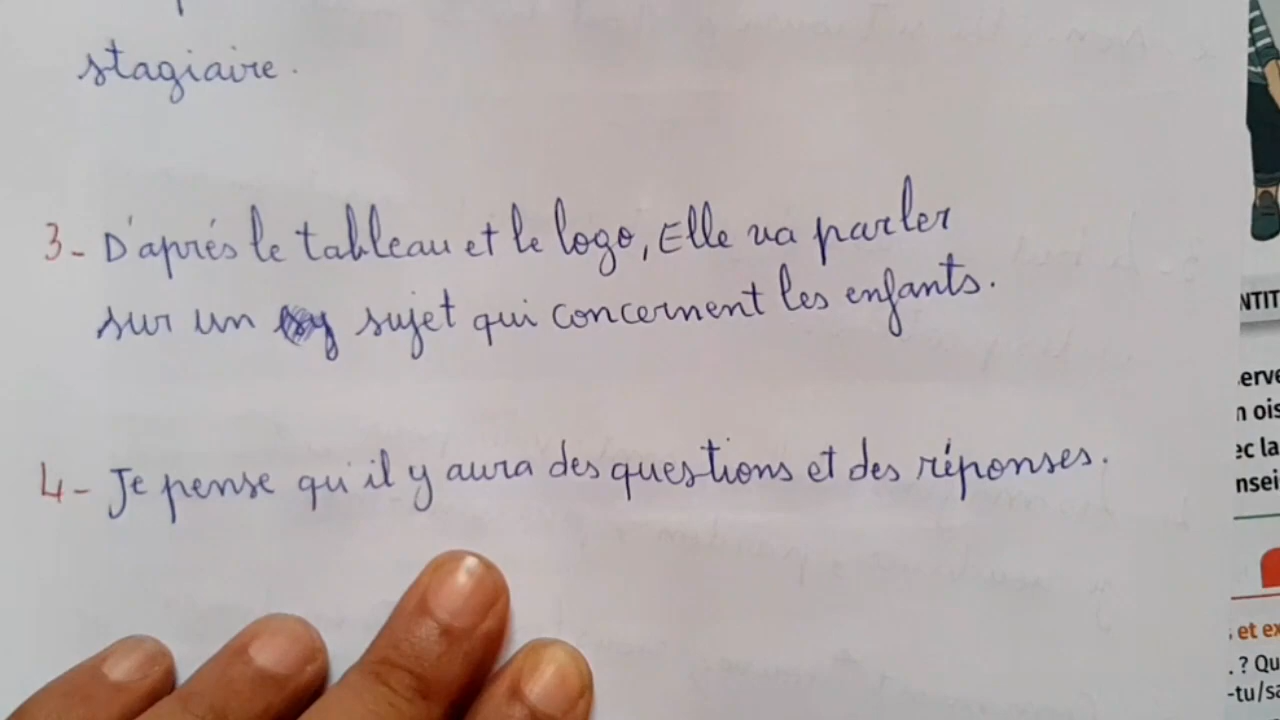 stagiaire.
3- D'aprés le tableau et le logo, Elle va parler
sur un sujet qui concernent les enfants.
4- Je pense qu'il y aura des questions et des réponses.
NTIT
erve
n ois
ec la
nsei
et ex
. ? Qu
-tu/sa